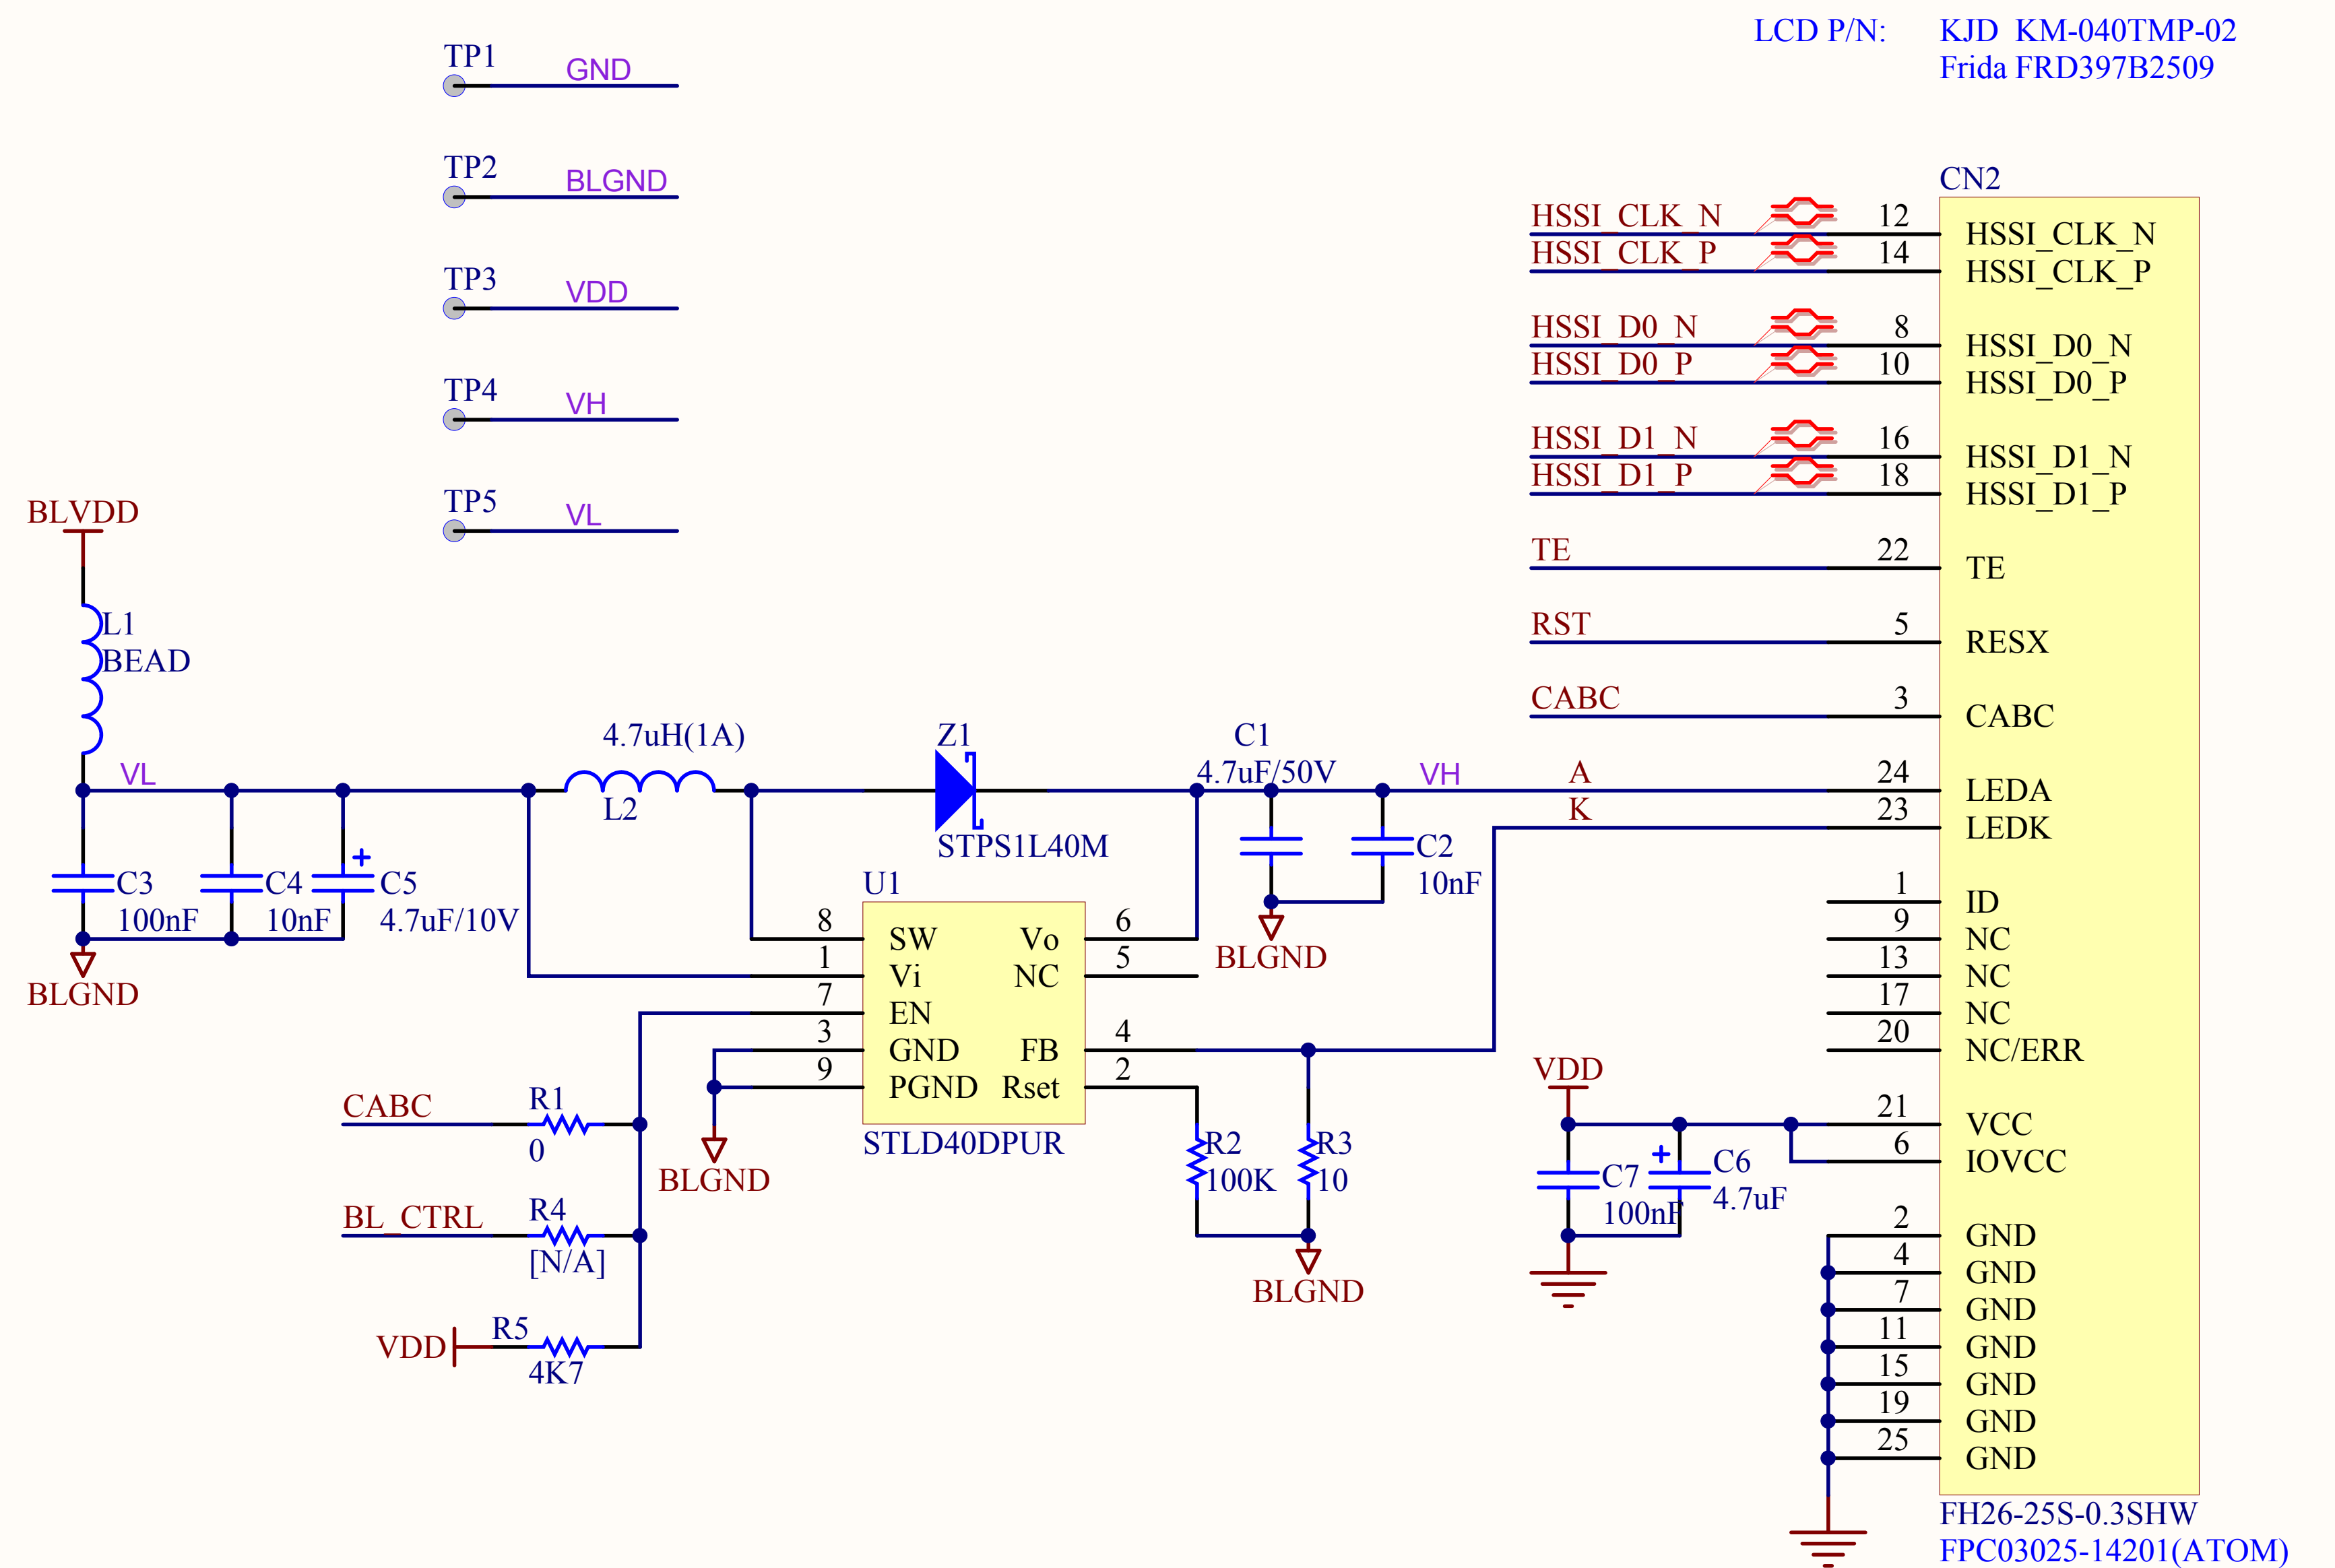 LCD P/N: KJD KM-040TMP-02
Frida FRD397B2509
TP1
GND
TP2
BLGND
TP3
VDD
TP4
VH
TP5
VL
BLVDD
L1
BEAD
VL
4.7uH(1A)
L2
Z1
STPS1L40M
C1
4.7uF/50V
VH
A
K
C3
100nF
C4
10nF
C5
4.7uF/10V
BLGND
C2
10nF
BLGND
U1
8 SW Vo 6
1 Vi NC 5
7 EN
3 GND FB 4
9 PGND Rset 2
STLD40DPUR
BLGND
CABC
R1
0
BL_CTRL
R4
[N/A]
VDD
R5
4K7
R2
100K
R3
10
BLGND
VDD
C7
100nF
C6
4.7uF
CN2
HSSI_CLK_N 12 HSSI_CLK_N
HSSI_CLK_P 14 HSSI_CLK_P
HSSI_D0_N 8 HSSI_D0_N
HSSI_D0_P 10 HSSI_D0_P
HSSI_D1_N 16 HSSI_D1_N
HSSI_D1_P 18 HSSI_D1_P
TE 22 TE
RST 5 RESX
CABC 3 CABC
24 LEDA
23 LEDK
1 ID
9 NC
13 NC
17 NC
20 NC/ERR
21 VCC
6 IOVCC
2 GND
4 GND
7 GND
11 GND
15 GND
19 GND
25 GND
FH26-25S-0.3SHW
FPC03025-14201(ATOM)